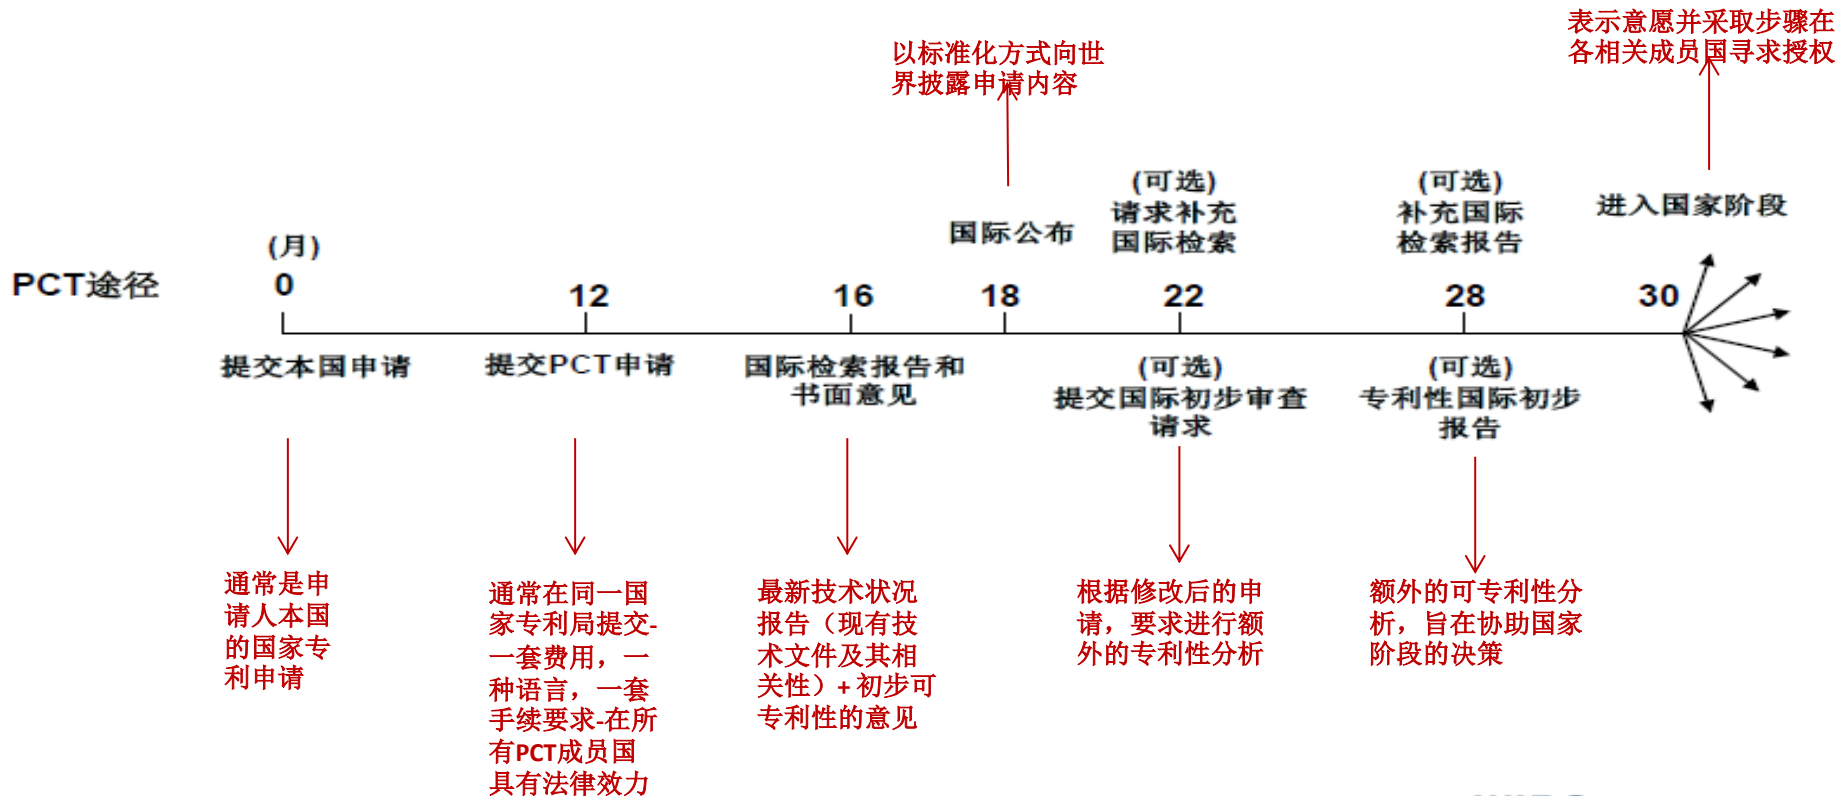 表示意愿并采取步骤在
各相关成员国寻求授权
以标准化方式向世
界披露申请内容
(可选)
请求补充
国际检索
(可选)
补充国际
检索报告
进入国家阶段
国际公布
(月)
PCT途径
0
12
16
18
22
28
30
提交本国申请
提交PCT申请
国际检索报告和
书面意见
(可选)
提交国际初步审查
请求
(可选)
专利性国际初步
报告
通常是申
请人本国
的国家专
利申请
通常在同一国
家专利局提交-
一套费用，一
种语言，一套
手续要求-在所
有PCT成员国
具有法律效力
最新技术状况
报告（现有技
术文件及其相
关性）+ 初步可
专利性的意见
根据修改后的申
请，要求进行额
外的专利性分析
额外的可专利性分
析，旨在协助国家
阶段的决策